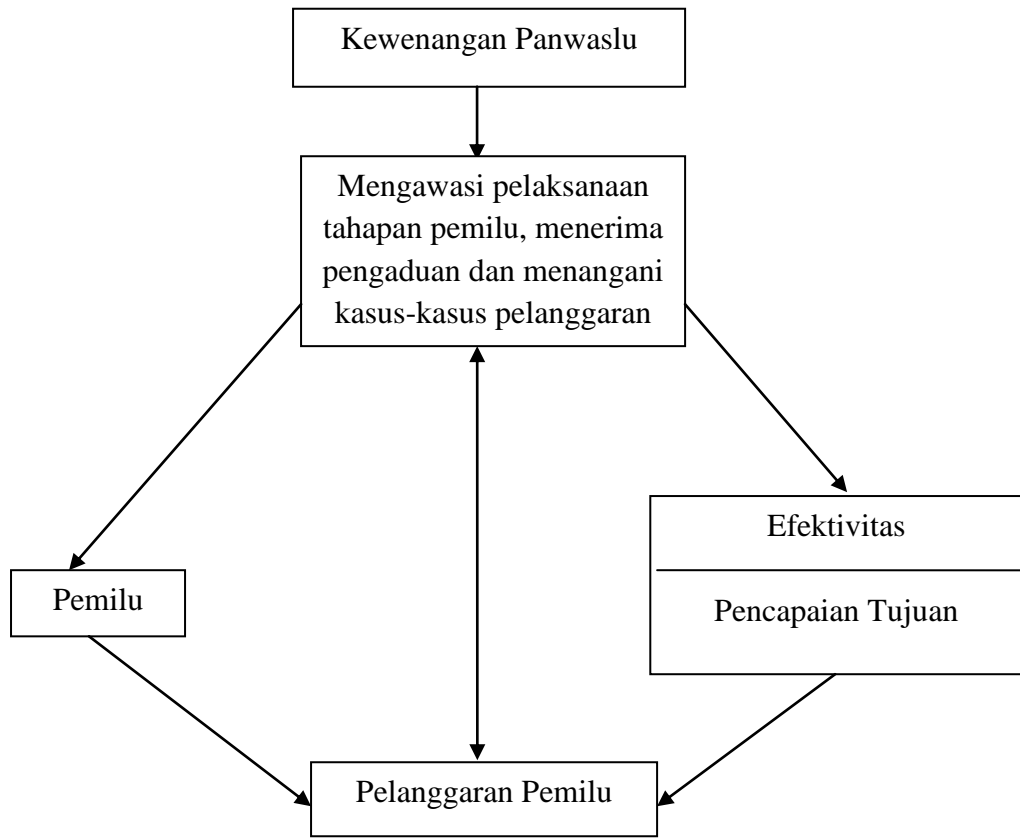 Kewenangan Panwaslu
Mengawasi pelaksanaan
tahapan pemilu, menerima
pengaduan dan menangani
kasus-kasus pelanggaran
Efektivitas
Pemilu
Pencapaian Tujuan
Pelanggaran Pemilu